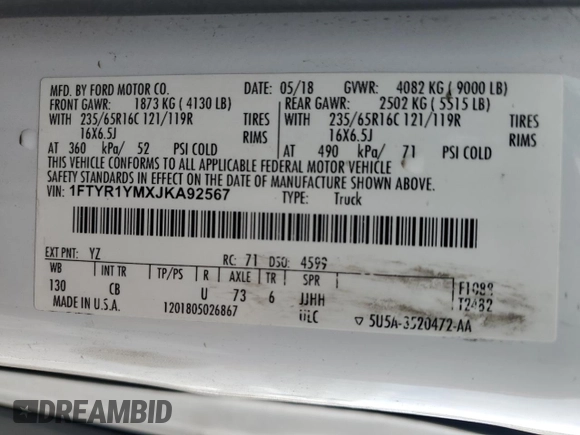 MFD. BY FORD MOTOR CO. DATE: 05/18 GVWR: 4082 KG ( 9000 LB)
FRONT GAWR: 1873 KG ( 4130 LB) REAR GAWR: 2502 KG ( 5515 LB)
WITH 235/65R16C 121/119R TIRES WITH 235/65R16C 121/119R TIRES
16X6.5J RIMS 16X6.5J RIMS
AT 360 kPa/ 52 PSI COLD AT 490 kPa/ 71 PSI COLD
THIS VEHICLE CONFORMS TO ALL APPLICABLE FEDERAL MOTOR VEHICLE
SAFETY STANDARDS IN EFFECT ON THE DATE OF MANUFACTURE SHOWN ABOVE.
VIN: 1FTYR1YMXJKA92567 TYPE: Truck
EXT PNT: YZ RC: 71 DSO: 4599
WB INT TR TP/PS R AXLE TR SPR
130 CB U 73 6 JJHH
MADE IN U.S.A. 1201805026867 ULC 5U5A-3520472-AA
DREAMBID